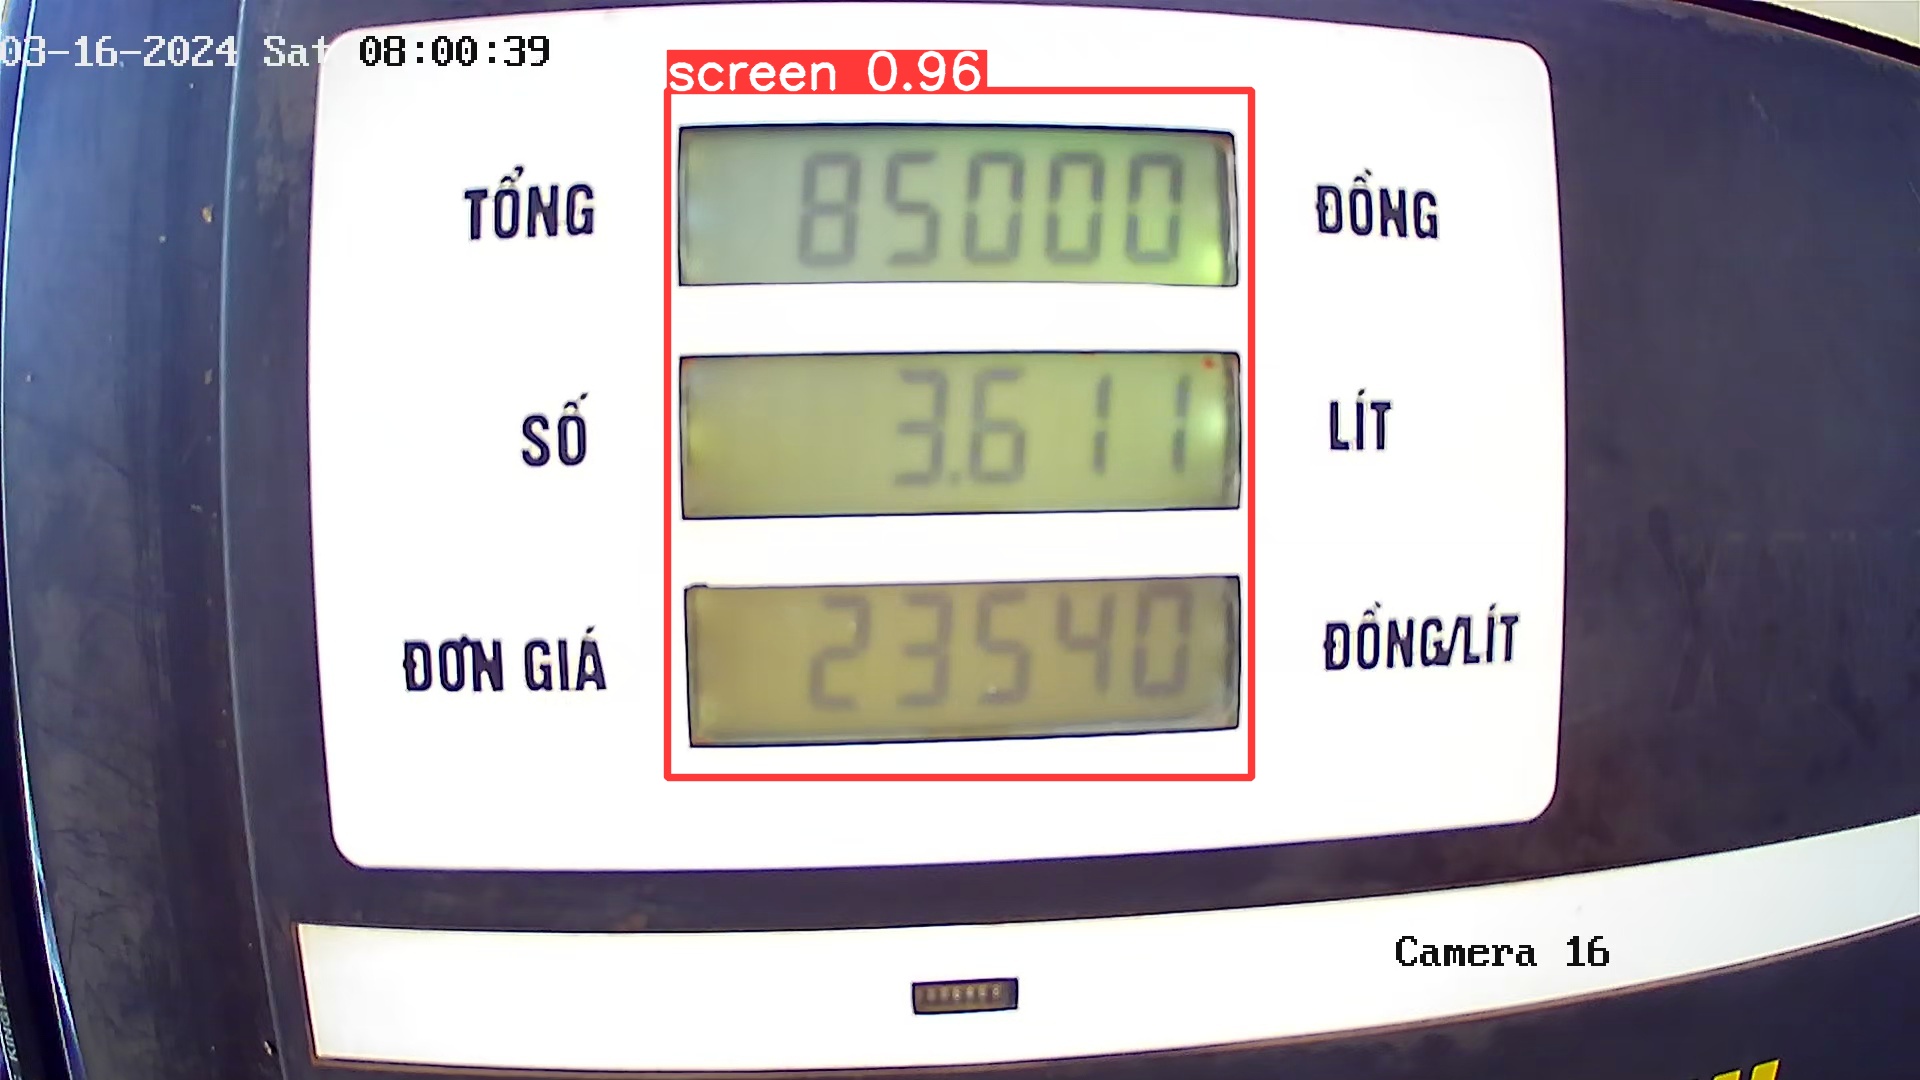 03-16-2024 Sat 08:00:39
screen 0.96
TỔNG 85000 ĐỒNG
SỐ 3.611 LÍT
ĐƠN GIÁ 23540 ĐỒNG/LÍT
Camera 16